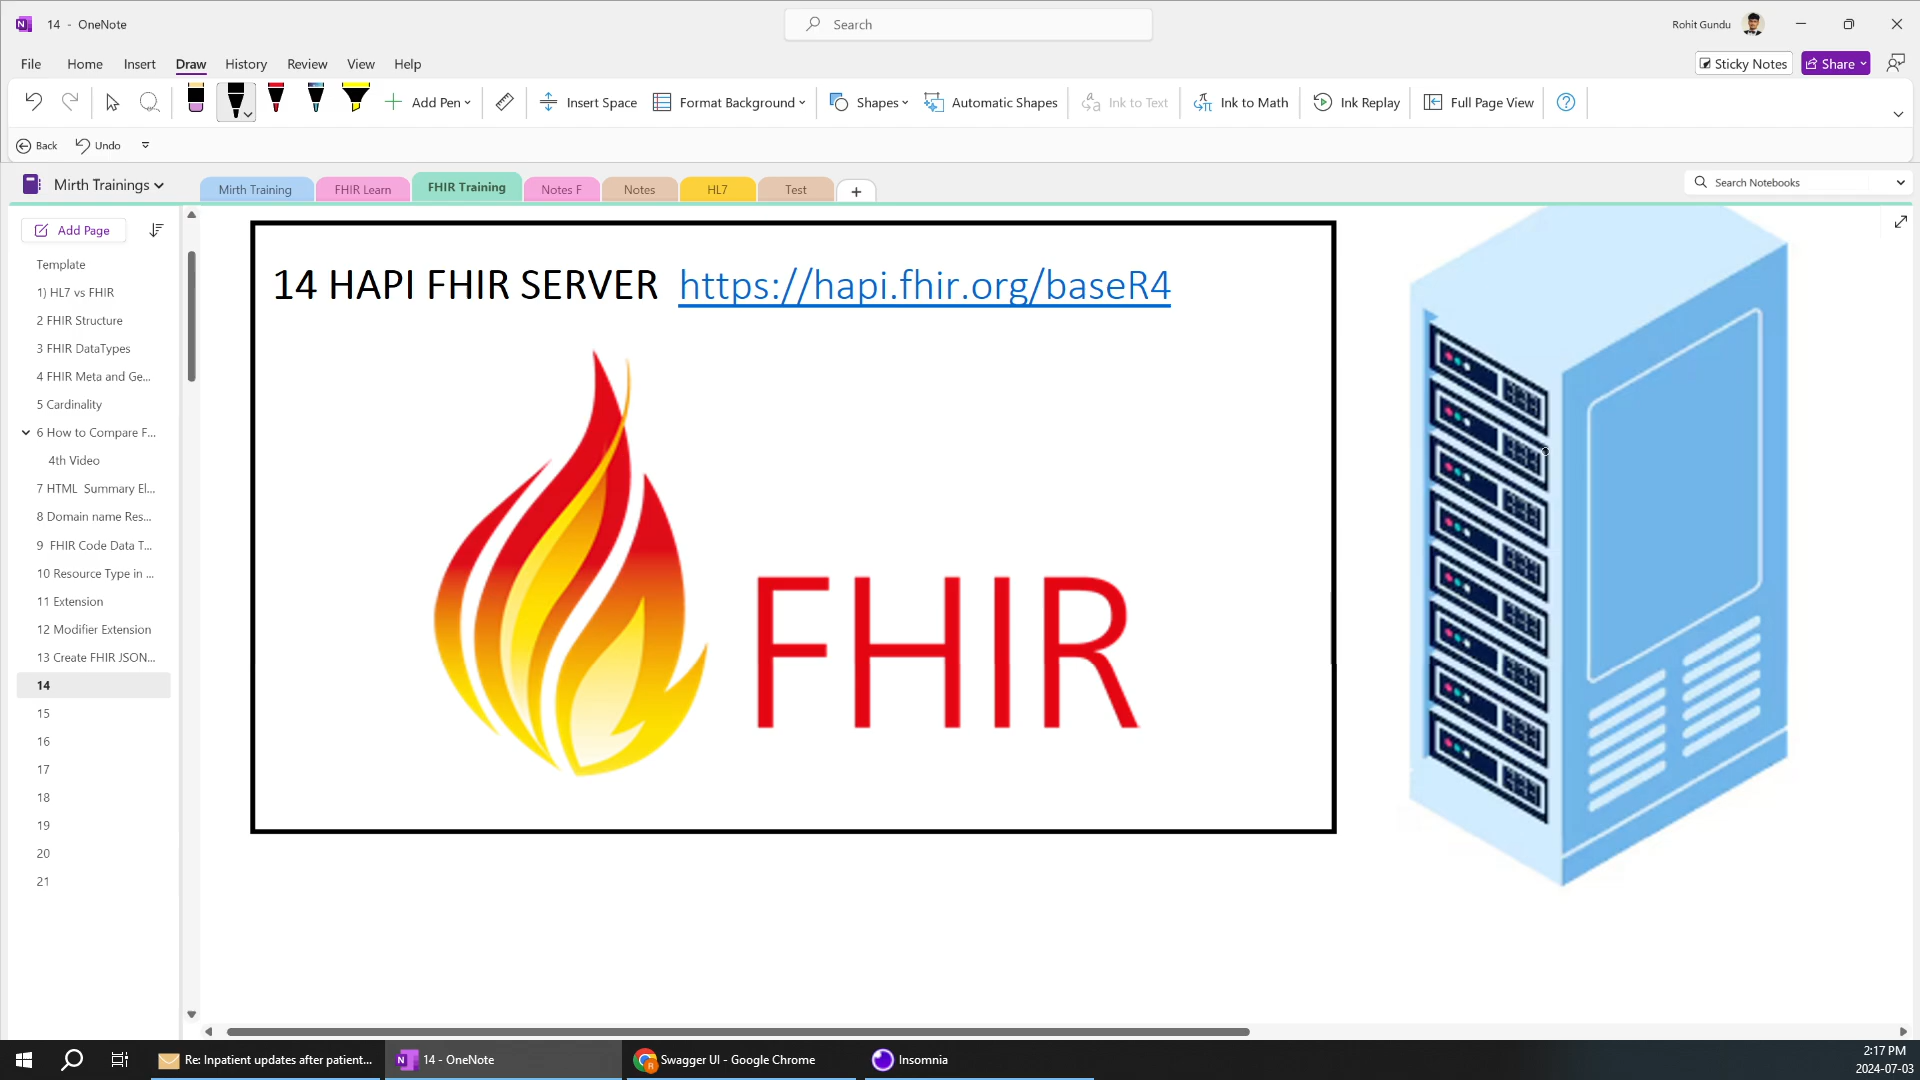 14 - OneNote
Search
Rohit Gundu
File Home Insert Draw History Review View Help
Sticky Notes Share
Add Pen Insert Space Format Background Shapes Automatic Shapes Ink to Text Ink to Math Ink Replay Full Page View
Back Undo
Mirth Trainings
Mirth Training FHIR Learn FHIR Training Notes F Notes HL7 Test
Search Notebooks
Add Page
Template
1) HL7 vs FHIR
2 FHIR Structure
3 FHIR DataTypes
4 FHIR Meta and Ge...
5 Cardinality
6 How to Compare F...
4th Video
7 HTML Summary El...
8 Domain name Res...
9 FHIR Code Data T...
10 Resource Type in ...
11 Extension
12 Modifier Extension
13 Create FHIR JSON...
14
15
16
17
18
19
20
21
14 HAPI FHIR SERVER https://hapi.fhir.org/baseR4
FHIR
Re: Inpatient updates after patient... 14 - OneNote Swagger UI - Google Chrome Insomnia
2:17 PM
2024-07-03